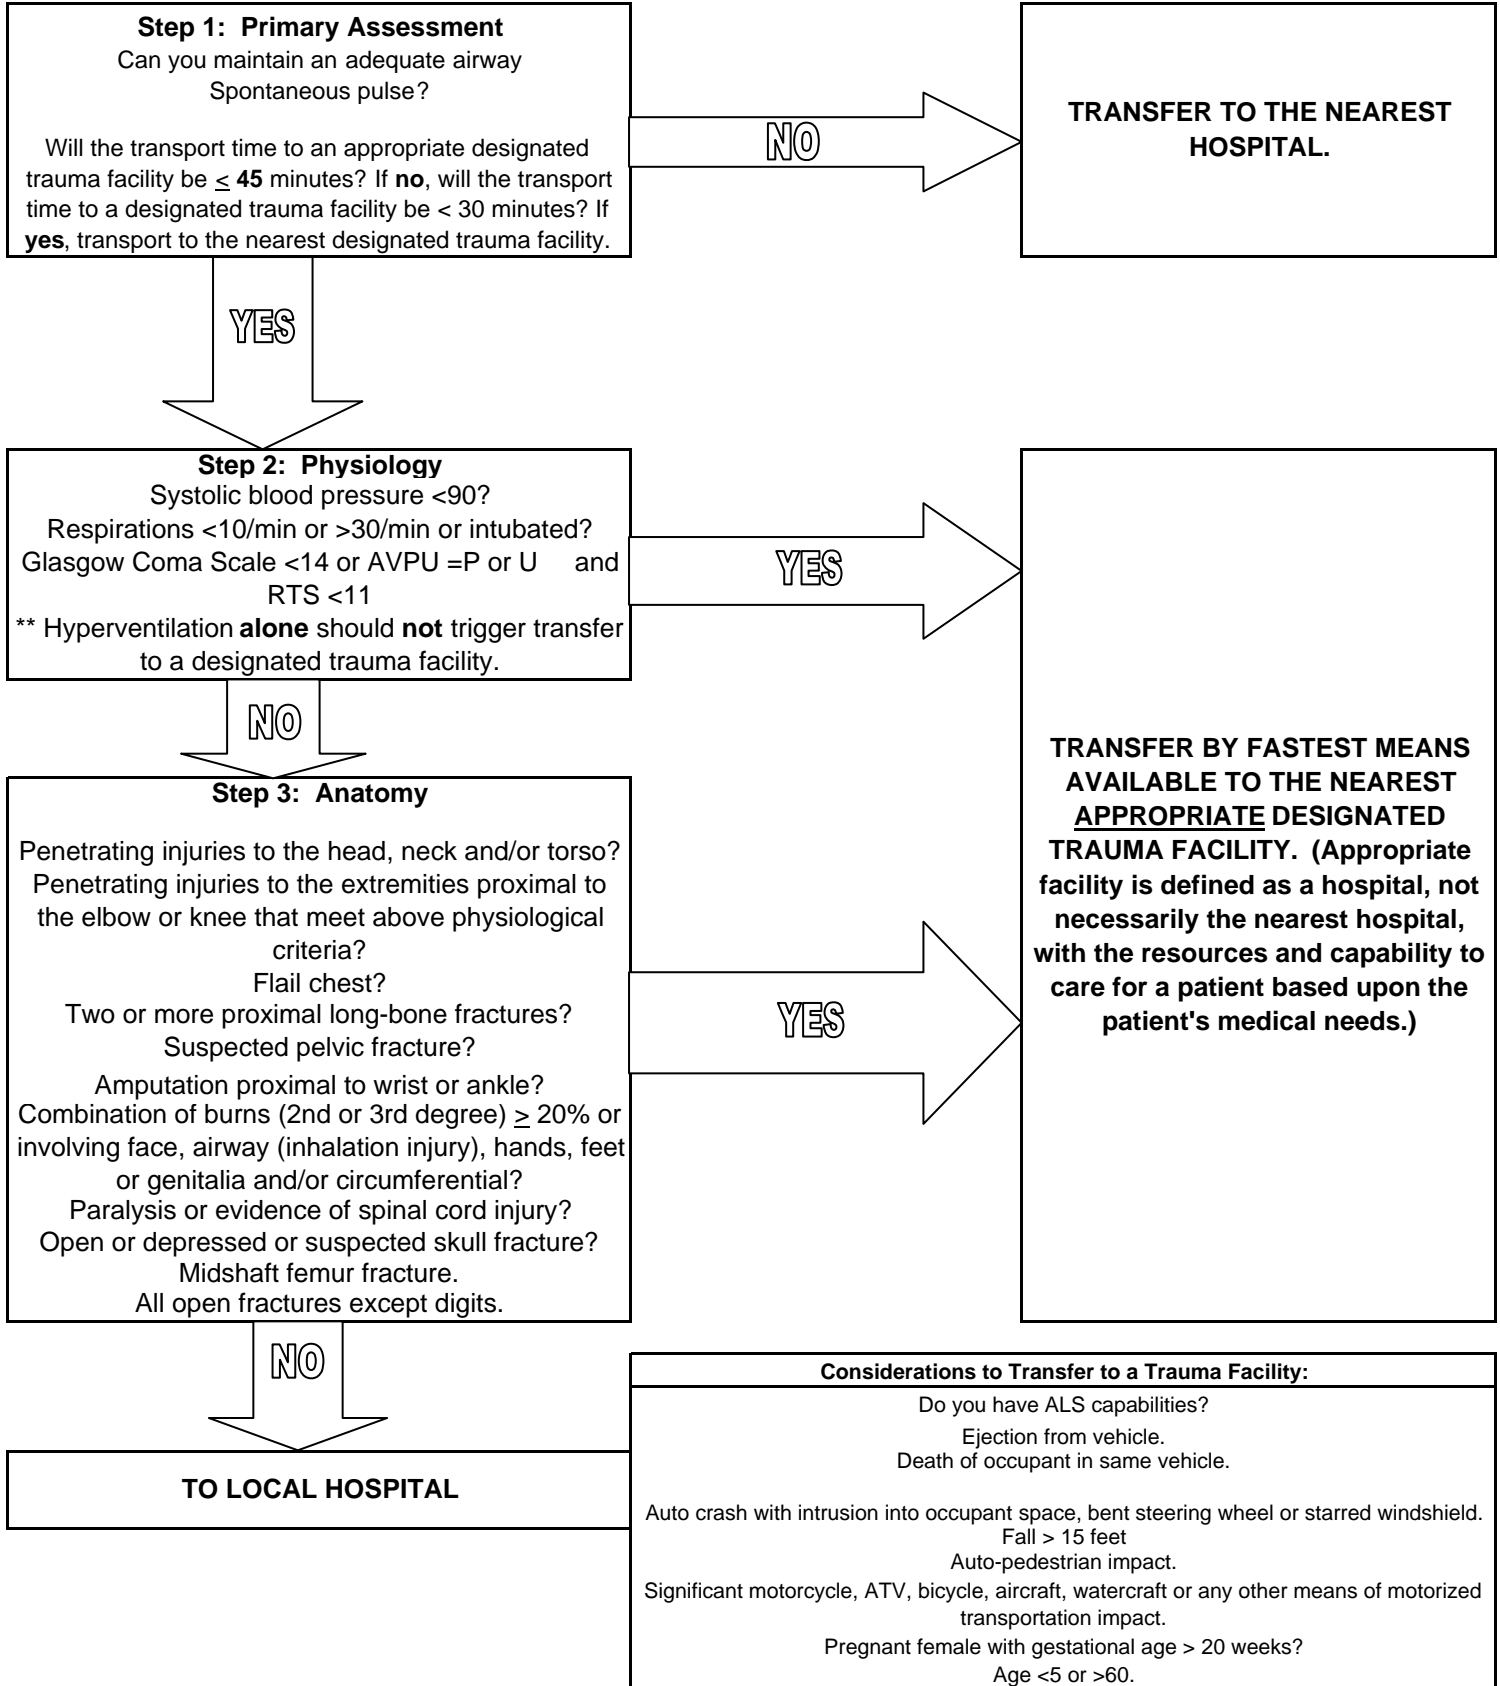 Step 1:  Primary Assessment
Can you maintain an adequate airway
Spontaneous pulse?
Will the transport time to an appropriate designated
trauma facility be < 45 minutes? If no, will the transport
time to a designated trauma facility be < 30 minutes? If
yes, transport to the nearest designated trauma facility.
NO
TRANSFER TO THE NEAREST
HOSPITAL.
YES
Step 2:  Physiology
Systolic blood pressure <90?
Respirations <10/min or >30/min or intubated?
Glasgow Coma Scale <14 or AVPU =P or U    and
RTS <11
** Hyperventilation alone should not trigger transfer
to a designated trauma facility.
YES
NO
Step 3:  Anatomy
Penetrating injuries to the head, neck and/or torso?
Penetrating injuries to the extremities proximal to
the elbow or knee that meet above physiological
criteria?
Flail chest?
Two or more proximal long-bone fractures?
Suspected pelvic fracture?
Amputation proximal to wrist or ankle?
Combination of burns (2nd or 3rd degree) > 20% or
involving face, airway (inhalation injury), hands, feet
or genitalia and/or circumferential?
Paralysis or evidence of spinal cord injury?
Open or depressed or suspected skull fracture?
Midshaft femur fracture.
All open fractures except digits.
YES
TRANSFER BY FASTEST MEANS
AVAILABLE TO THE NEAREST
APPROPRIATE DESIGNATED
TRAUMA FACILITY.  (Appropriate
facility is defined as a hospital, not
necessarily the nearest hospital,
with the resources and capability to
care for a patient based upon the
patient's medical needs.)
NO
TO LOCAL HOSPITAL
Considerations to Transfer to a Trauma Facility:
Do you have ALS capabilities?
Ejection from vehicle.
Death of occupant in same vehicle.
Auto crash with intrusion into occupant space, bent steering wheel or starred windshield.
Fall > 15 feet
Auto-pedestrian impact.
Significant motorcycle, ATV, bicycle, aircraft, watercraft or any other means of motorized
transportation impact.
Pregnant female with gestational age > 20 weeks?
Age <5 or >60.